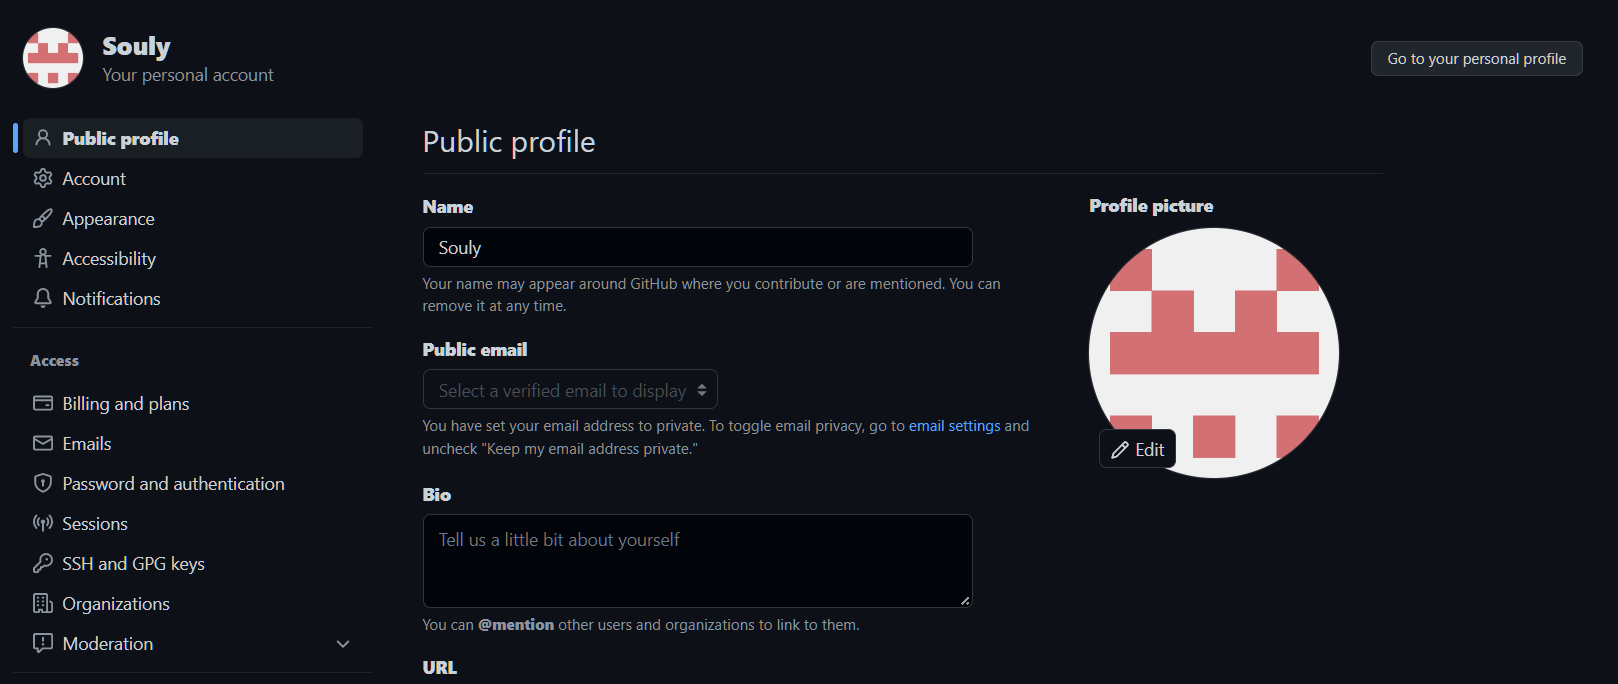 Souly
Your personal account
Go to your personal profile
Public profile
Account
Appearance
Accessibility
Notifications
Access
Billing and plans
Emails
Password and authentication
Sessions
SSH and GPG keys
Organizations
Moderation
Public profile
Name
Souly
Your name may appear around GitHub where you contribute or are mentioned. You can
remove it at any time.
Public email
Select a verified email to display
You have set your email address to private. To toggle email privacy, go to email settings and
uncheck "Keep my email address private."
Bio
Tell us a little bit about yourself
You can @mention other users and organizations to link to them.
URL
Profile picture
Edit